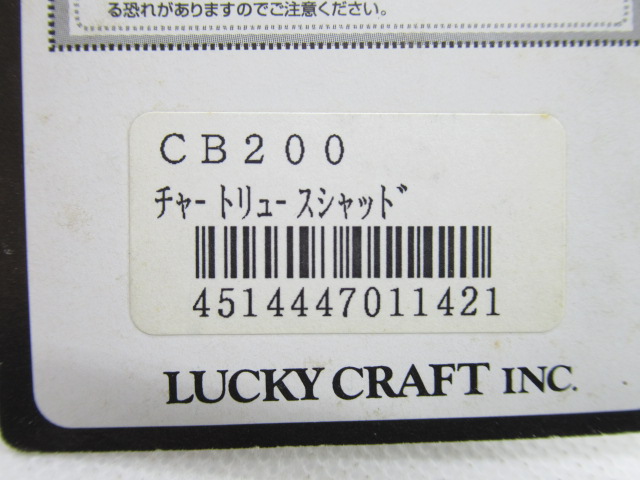 る恐れがありますのでご注意ください。
CB200
ﾁｬｰﾄﾘｭｰｽｼｬｯﾄﾞ
4514447011421
LUCKY CRAFT INC.